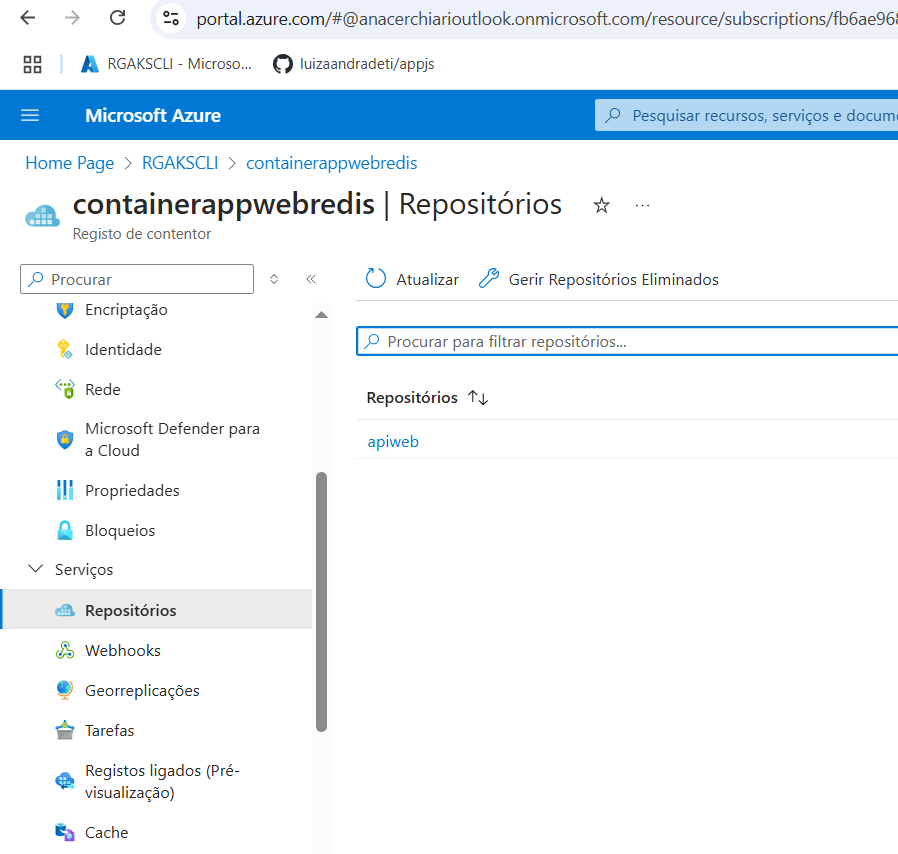 portal.azure.com/#@anacerchiarioutlook.onmicrosoft.com/resource/subscriptions/fb6ae968
RGAKSCLI - Microso...
luizaandradeti/appjs
Microsoft Azure
Pesquisar recursos, serviços e docume
Home Page > RGAKSCLI > containerappwebredis
containerappwebredis | Repositórios
Registo de contentor
Procurar
Atualizar
Gerir Repositórios Eliminados
Encriptação
Identidade
Rede
Microsoft Defender para
a Cloud
Propriedades
Bloqueios
Serviços
Repositórios
Webhooks
Georreplicações
Tarefas
Registos ligados (Pré-
visualização)
Cache
Procurar para filtrar repositórios...
Repositórios
apiweb